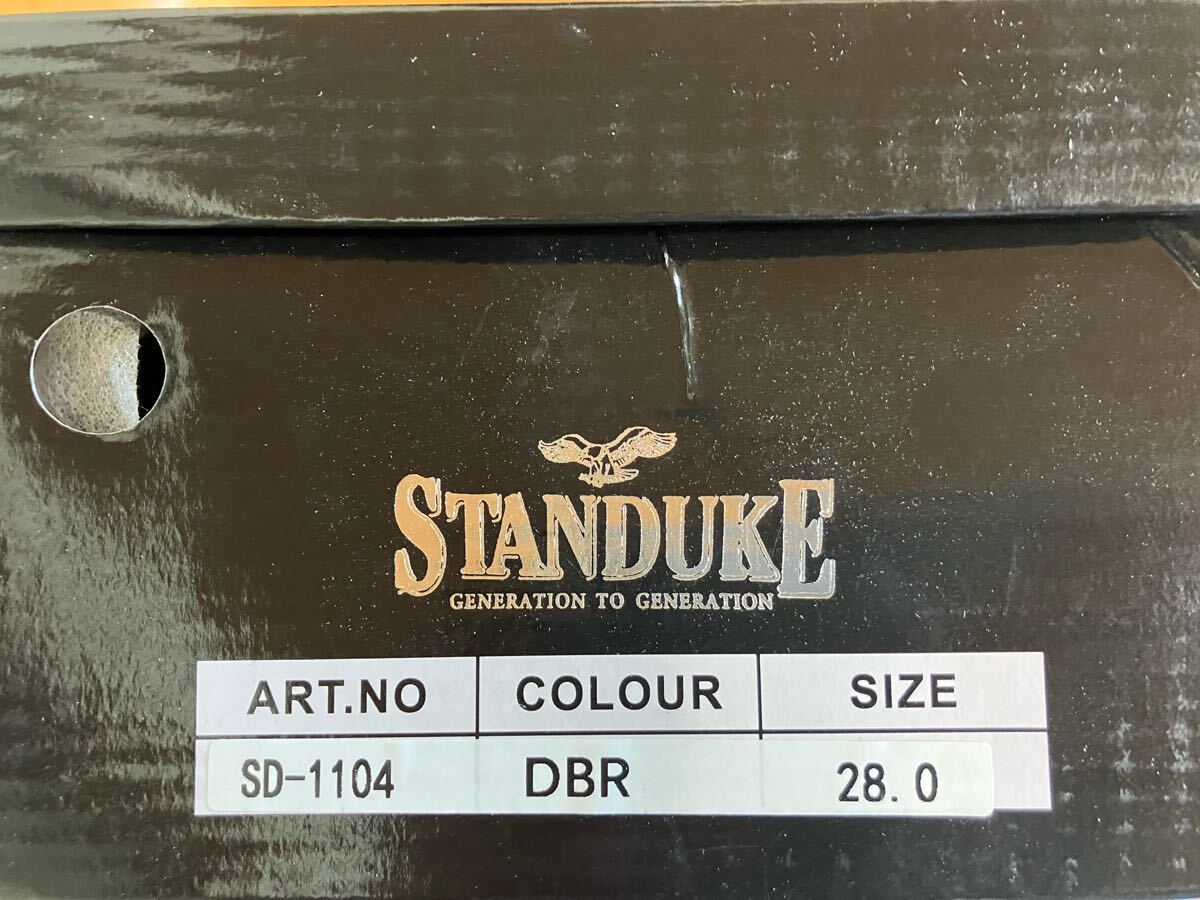 STANDUKE
GENERATION TO GENERATION
ART.NO COLOUR SIZE
SD-1104 DBR 28.0